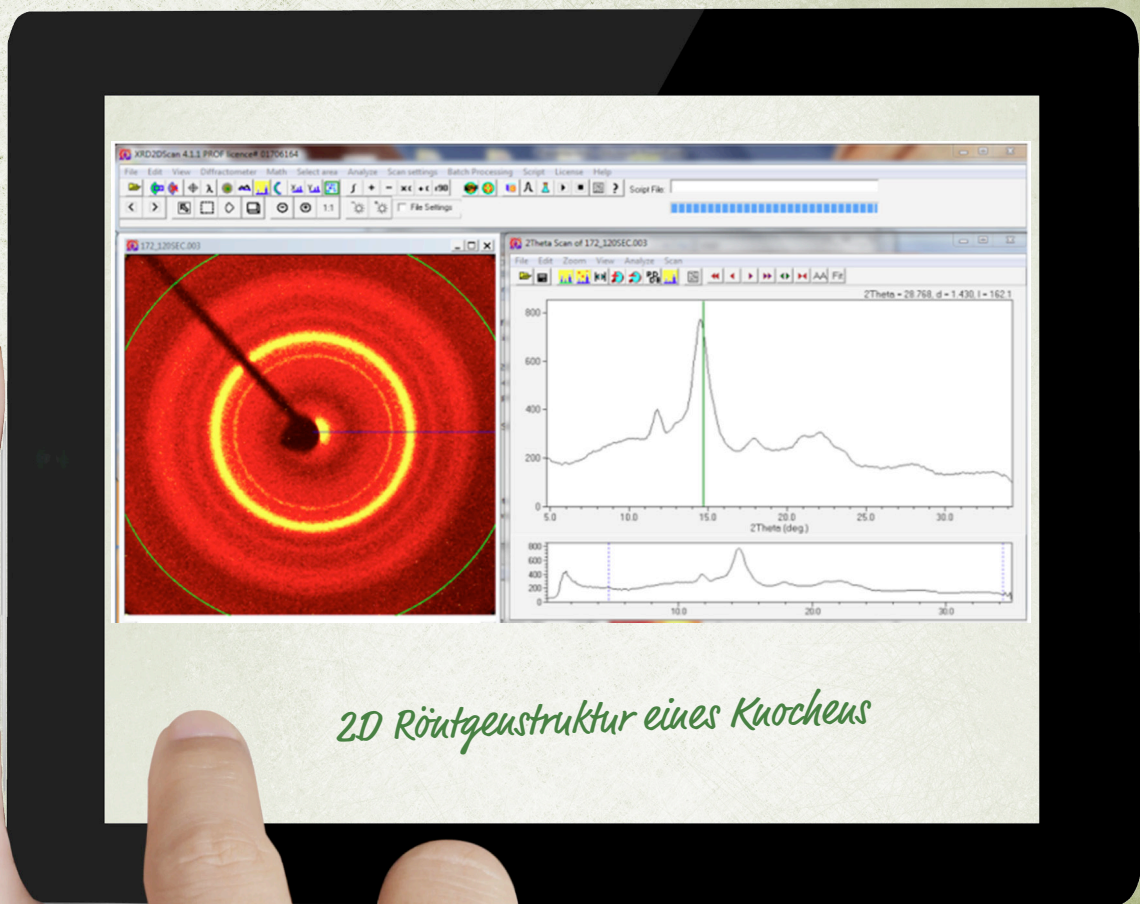 XRD2DScan 4.1.1 PROF licence# 01706164
File Edit View Diffractometer Math Select area Analyze Scan settings Batch Processing Script License Help
Script File:
1:1 File Settings
172_120SEC.003
2Theta Scan of 172_120SEC.003
File Edit Zoom View Analyze Scan
AA Fit
2Theta = 28.768, d = 1.430, I = 162.1
800
600
400
200
0
5.0 10.0 15.0 20.0 25.0 30.0
2Theta (deg.)
800
600
400
200
0
10.0 20.0 30.0
2D Röntgenstruktur eines Knochens